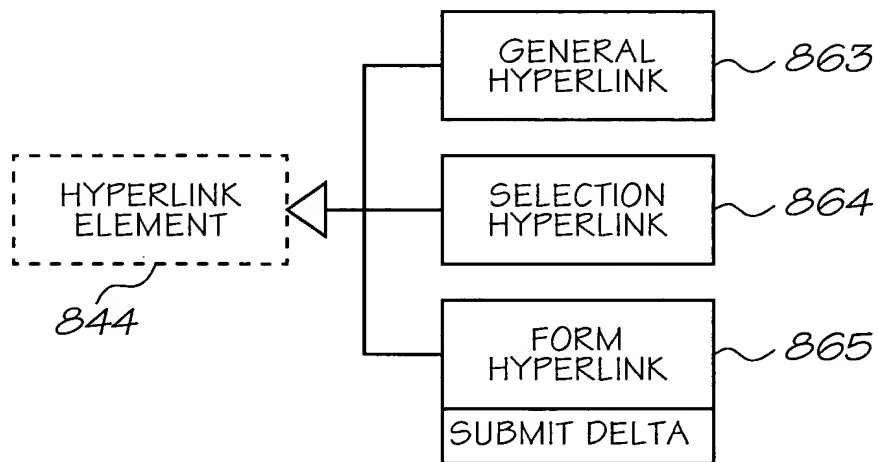 GENERAL
HYPERLINK
863
HYPERLINK
ELEMENT
844
SELECTION
HYPERLINK
864
FORM
HYPERLINK
865
SUBMIT DELTA